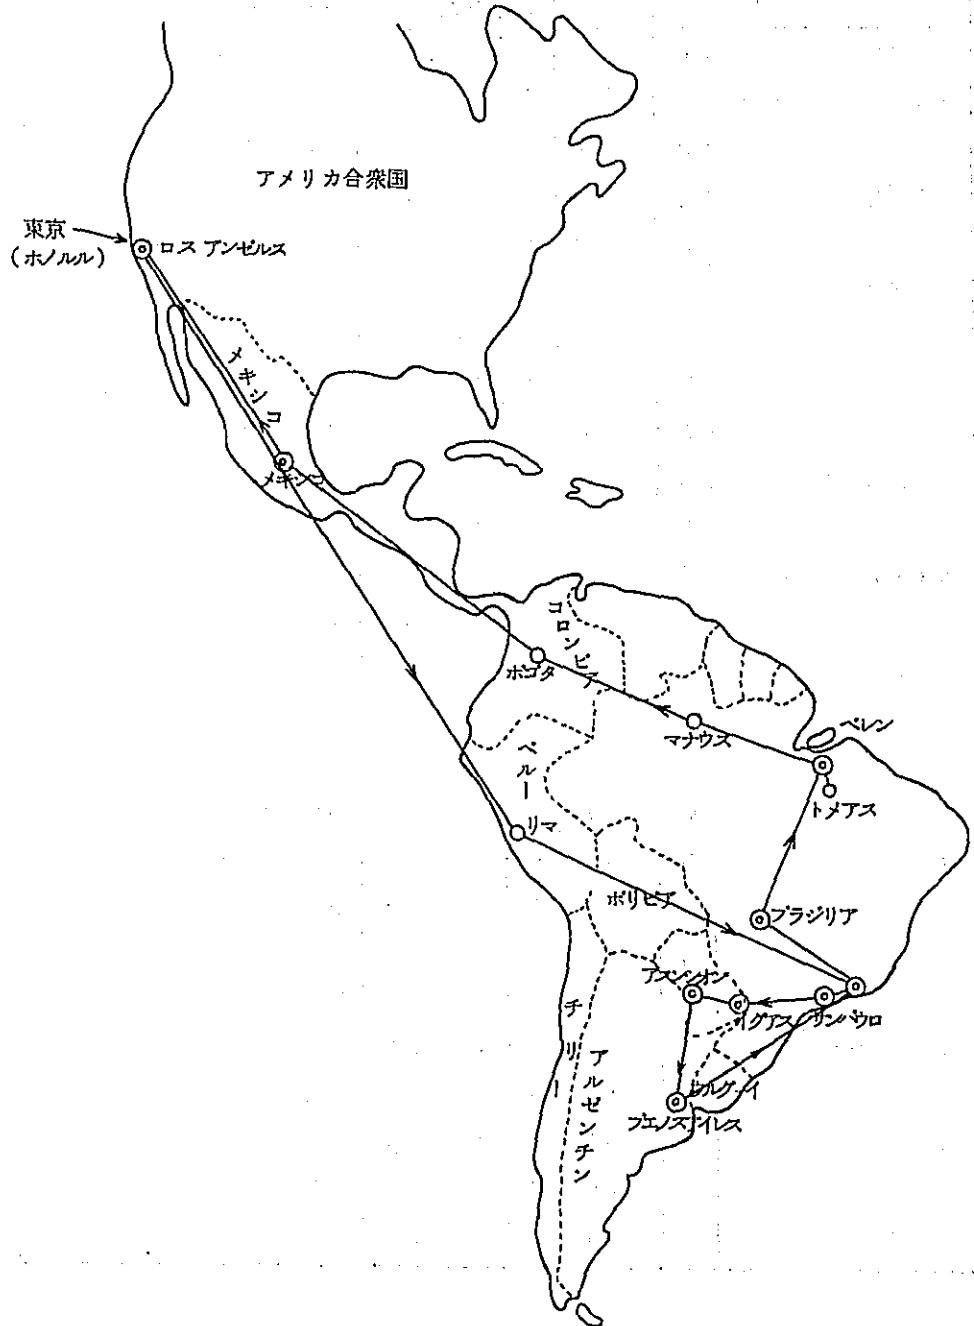 アメリカ合衆国
東京
(ホノルル)
ロス アンゼルス
メキシコ
メキシコ
コロンビア
ボゴタ
マナウス
ベレン
トメアス
ペルー
リマ
ボリビア
ブラジリア
アスンシオン
イグアス
サンパウロ
チリー
アルゼンチン
ウルグーイ
ブエノスアイレス